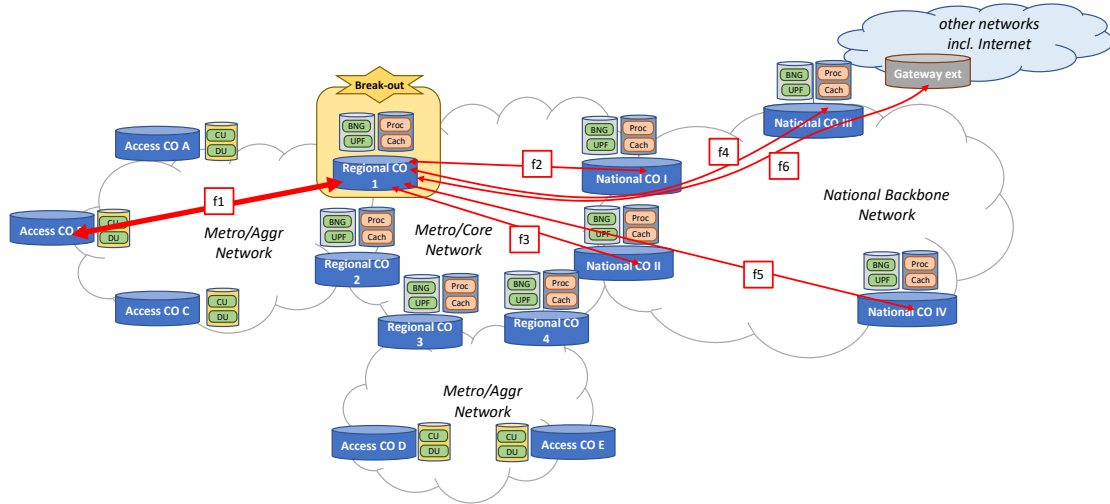 other networks
incl. Internet
Gateway ext
Break-out
BNG
UPF
Proc
Cach
National CO III
BNG
UPF
Proc
Cach
Regional CO
1
BNG
UPF
Proc
Cach
National CO I
f2
f4
f6
Access CO A
CU
DU
f1
Access CO
CU
DU
Metro/Aggr
Network
Metro/Core
Network
National Backbone
Network
BNG
UPF
Proc
Cach
Regional CO
2
f3
BNG
UPF
Proc
Cach
National CO II
f5
BNG
UPF
Proc
Cach
National CO IV
Access CO C
CU
DU
BNG
UPF
Proc
Cach
Regional CO
3
BNG
UPF
Proc
Cach
Regional CO
4
Metro/Aggr
Network
Access CO D
CU
DU
CU
DU
Access CO E